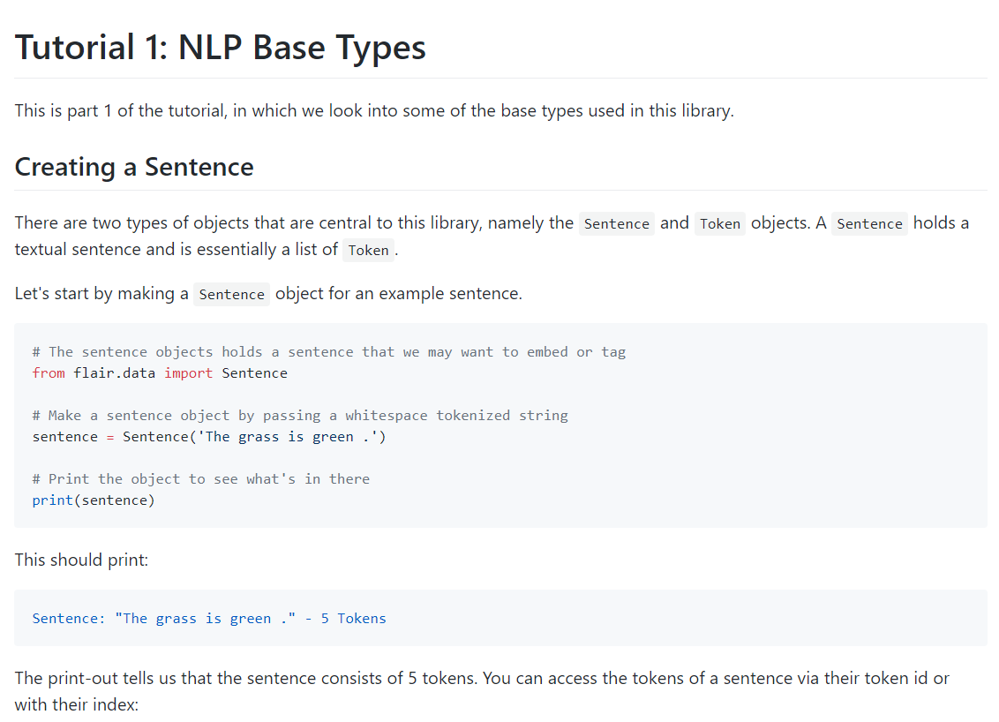 Tutorial 1: NLP Base Types
This is part 1 of the tutorial, in which we look into some of the base types used in this library.
Creating a Sentence
There are two types of objects that are central to this library, namely the Sentence and Token objects. A Sentence holds a
textual sentence and is essentially a list of Token .
Let's start by making a Sentence object for an example sentence.
# The sentence objects holds a sentence that we may want to embed or tag
from flair.data import Sentence
# Make a sentence object by passing a whitespace tokenized string
sentence = Sentence('The grass is green .')
# Print the object to see what's in there
print(sentence)
This should print:
Sentence: "The grass is green ." - 5 Tokens
The print-out tells us that the sentence consists of 5 tokens. You can access the tokens of a sentence via their token id or
with their index: